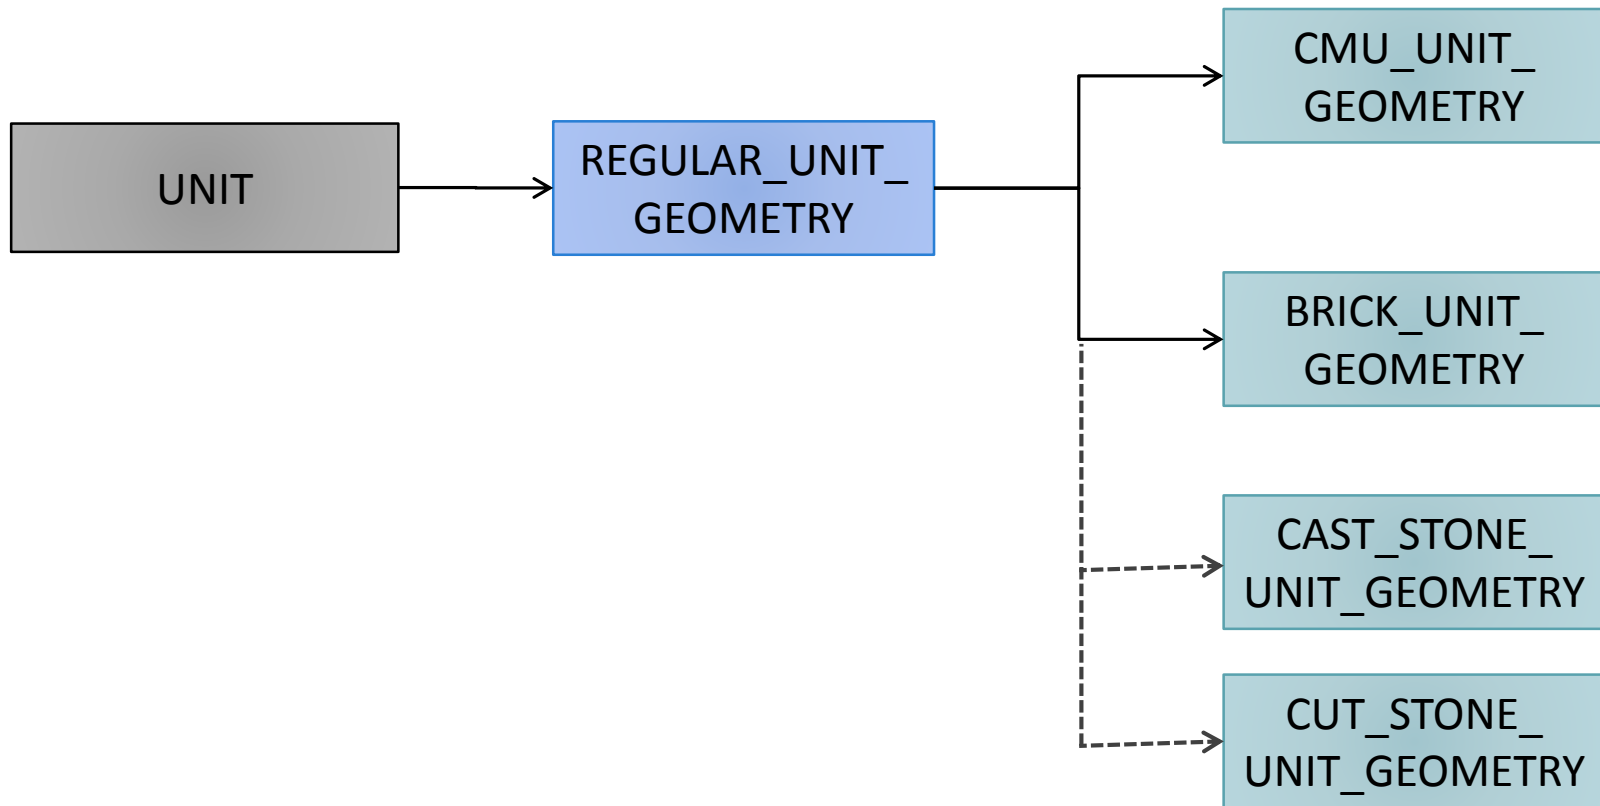 UNIT
REGULAR_UNIT_
GEOMETRY
CMU_UNIT_
GEOMETRY
BRICK_UNIT_
GEOMETRY
CAST_STONE_
UNIT_GEOMETRY
CUT_STONE_
UNIT_GEOMETRY